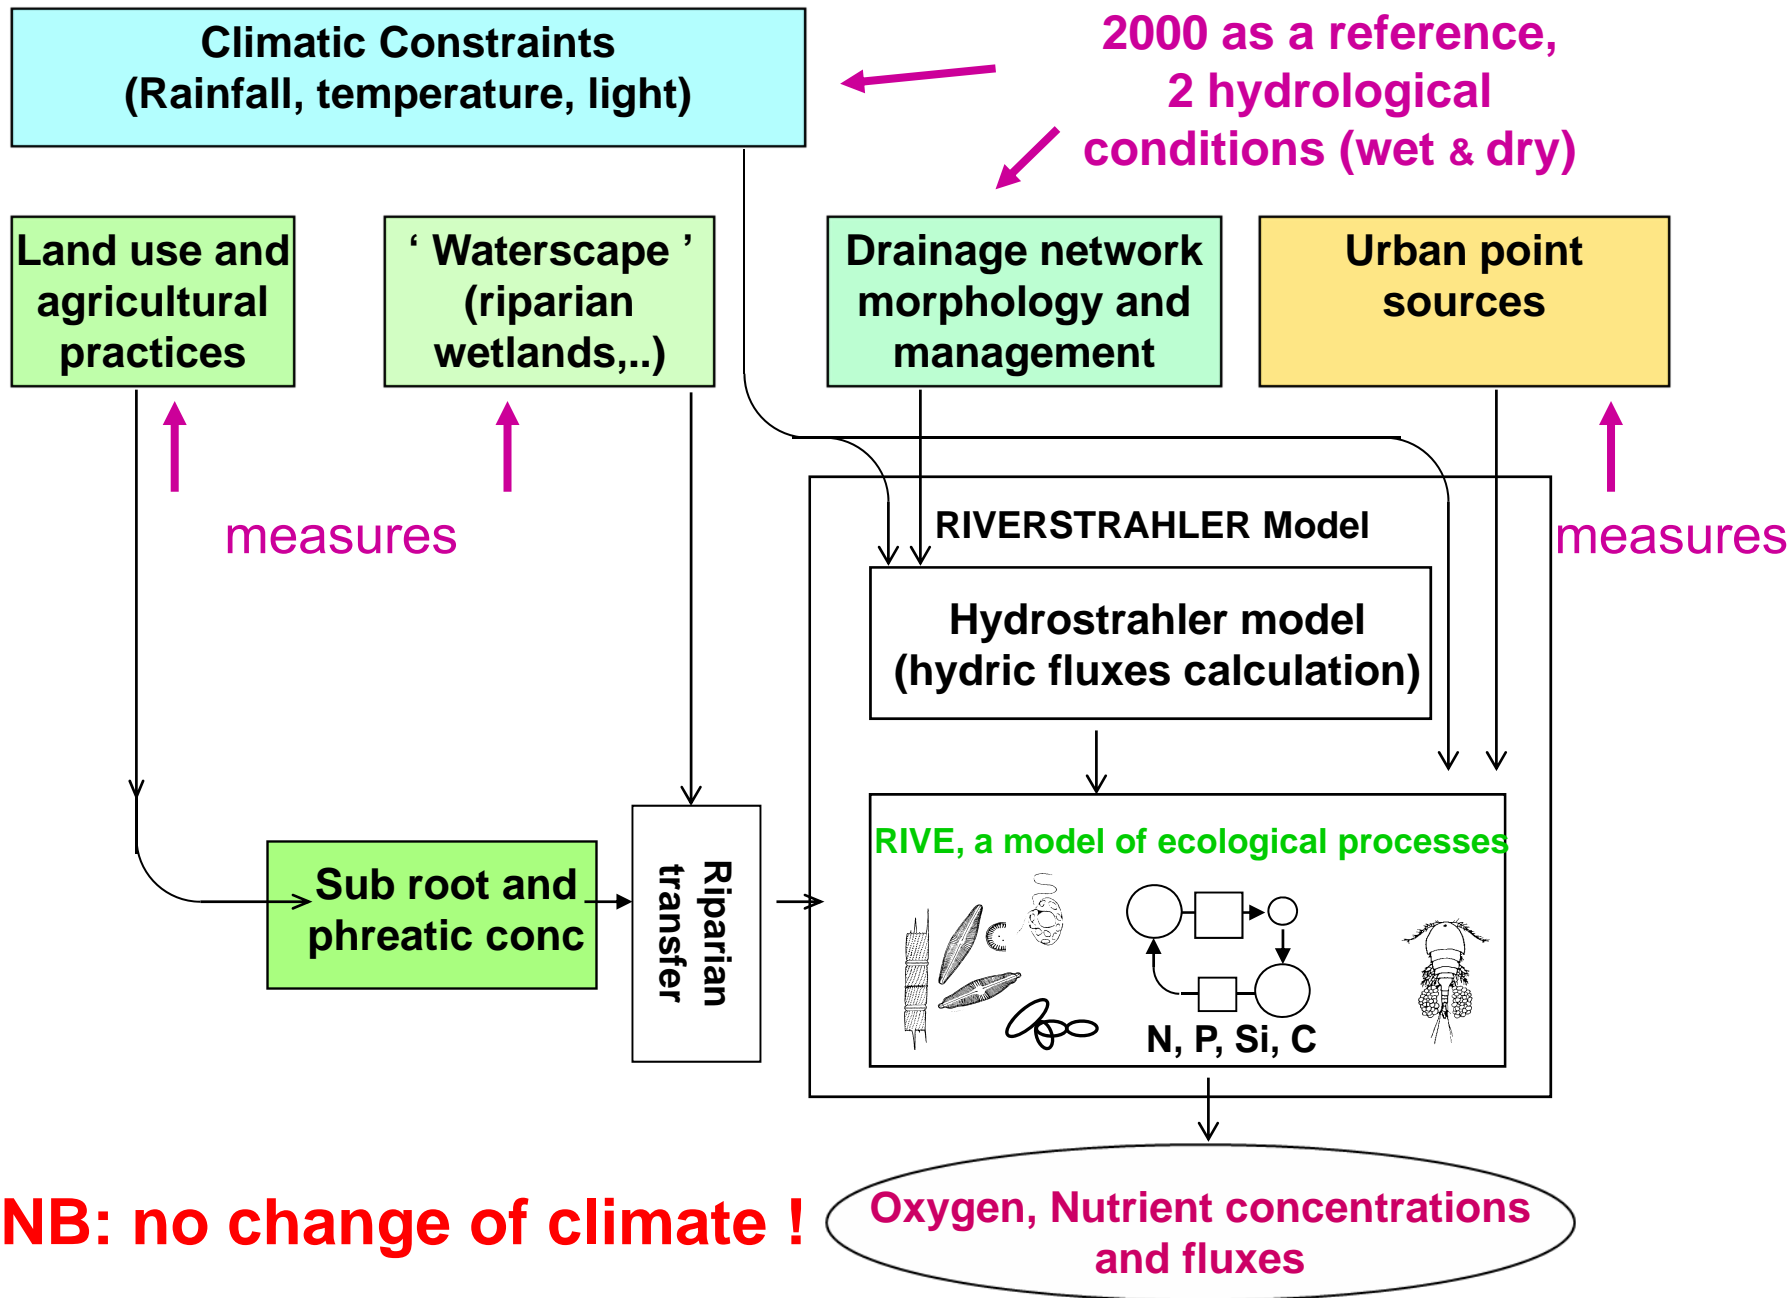 Climatic Constraints
(Rainfall, temperature, light)
2000 as a reference,
2 hydrological
conditions (wet & dry)
Land use and
agricultural
practices
‘ Waterscape ’
(riparian
wetlands,..)
Drainage network
morphology and
management
Urban point
sources
measures
measures
RIVERSTRAHLER Model
Hydrostrahler model
(hydric fluxes calculation)
RIVE, a model of ecological processes
N, P, Si, C
Sub root and
phreatic conc
Riparian
transfer
NB: no change of climate !
Oxygen, Nutrient concentrations
and fluxes